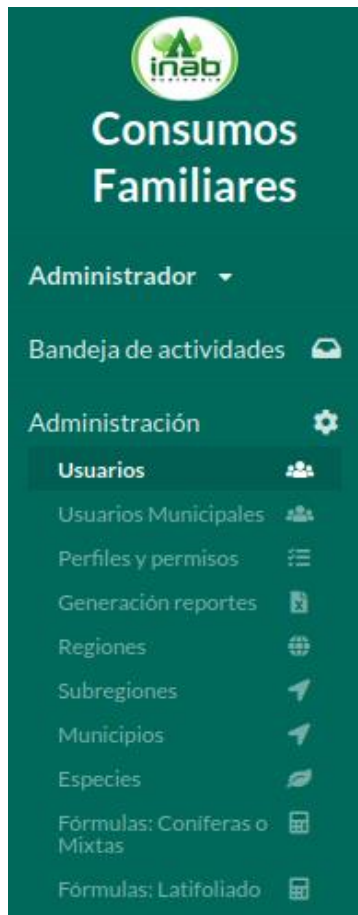 inab
GUATEMALA
Consumos
Familiares
Administrador
Bandeja de actividades
Administración
Usuarios
Usuarios Municipales
Perfiles y permisos
Generación reportes
Regiones
Subregiones
Municipios
Especies
Fórmulas: Coníferas o
Mixtas
Fórmulas: Latifoliado